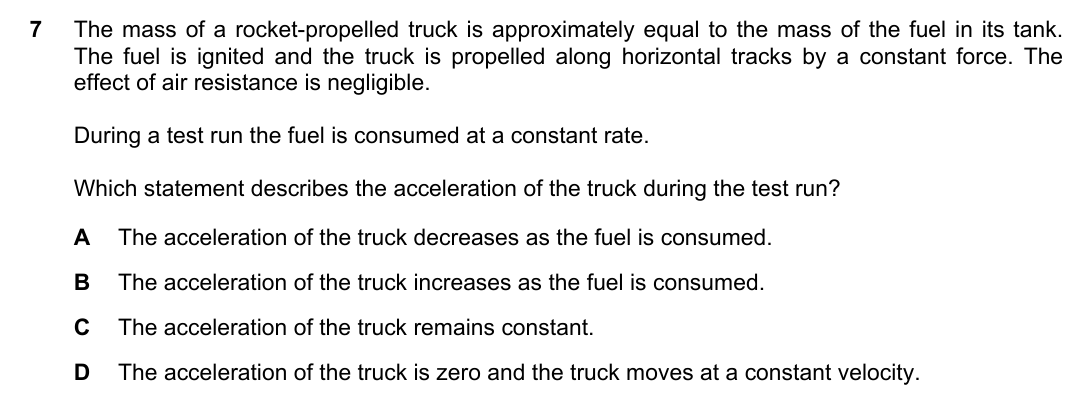 7 The mass of a rocket-propelled truck is approximately equal to the mass of the fuel in its tank.
The fuel is ignited and the truck is propelled along horizontal tracks by a constant force. The
effect of air resistance is negligible.
During a test run the fuel is consumed at a constant rate.
Which statement describes the acceleration of the truck during the test run?
A The acceleration of the truck decreases as the fuel is consumed.
B The acceleration of the truck increases as the fuel is consumed.
C The acceleration of the truck remains constant.
D The acceleration of the truck is zero and the truck moves at a constant velocity.